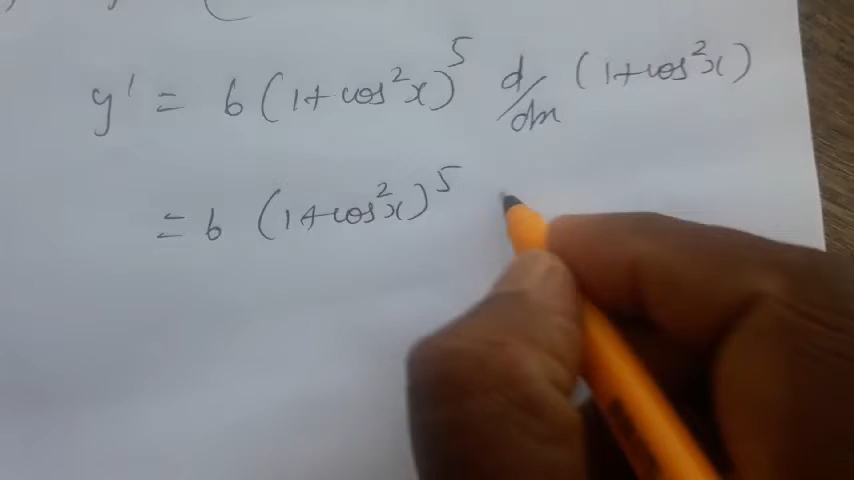 y' = 6 (1+cos²x)⁵ d/dx (1+cos²x)
= 6 (1+cos²x)⁵